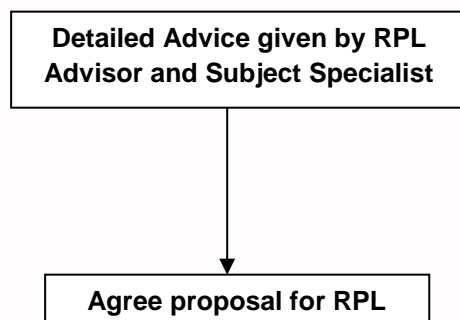 Detailed Advice given by RPL
Advisor and Subject Specialist
Agree proposal for RPL